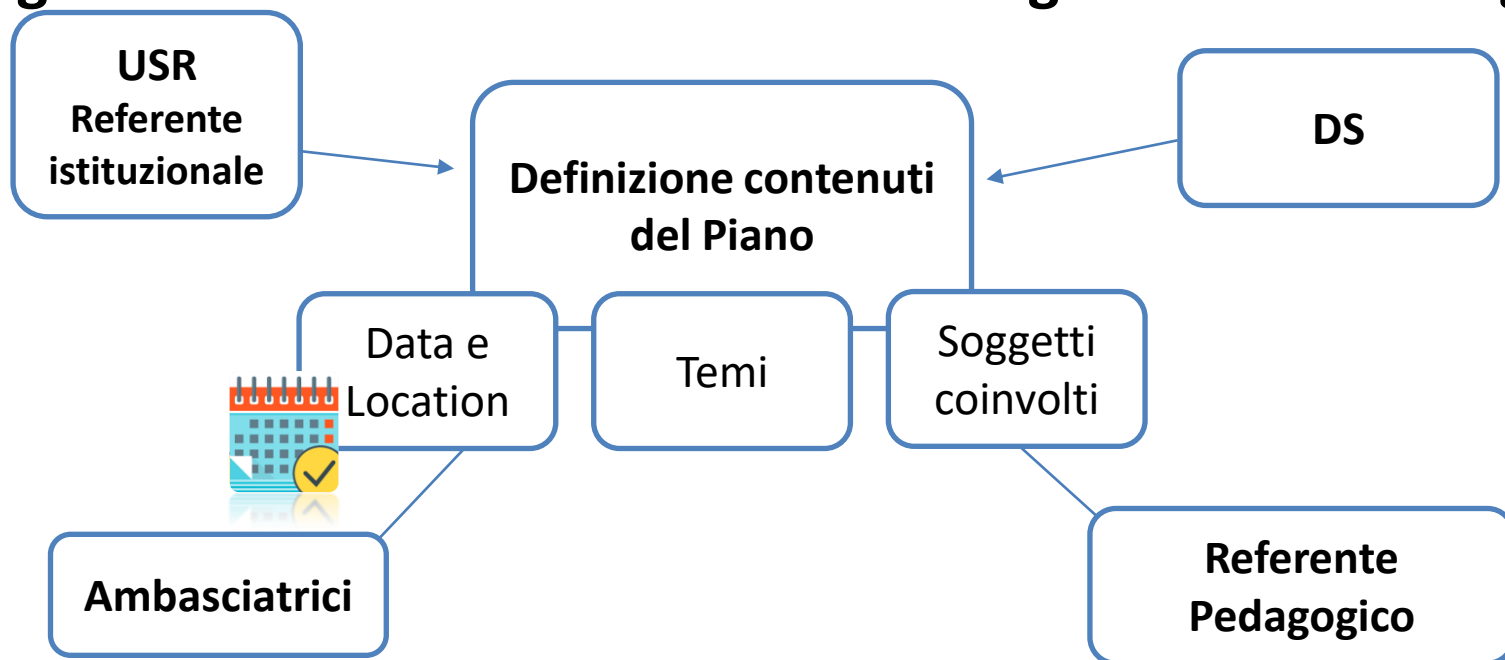 USR
Referente
istituzionale
DS
Definizione contenuti
del Piano
Data e
Location
Temi
Soggetti
coinvolti
Ambasciatrici
Referente
Pedagogico